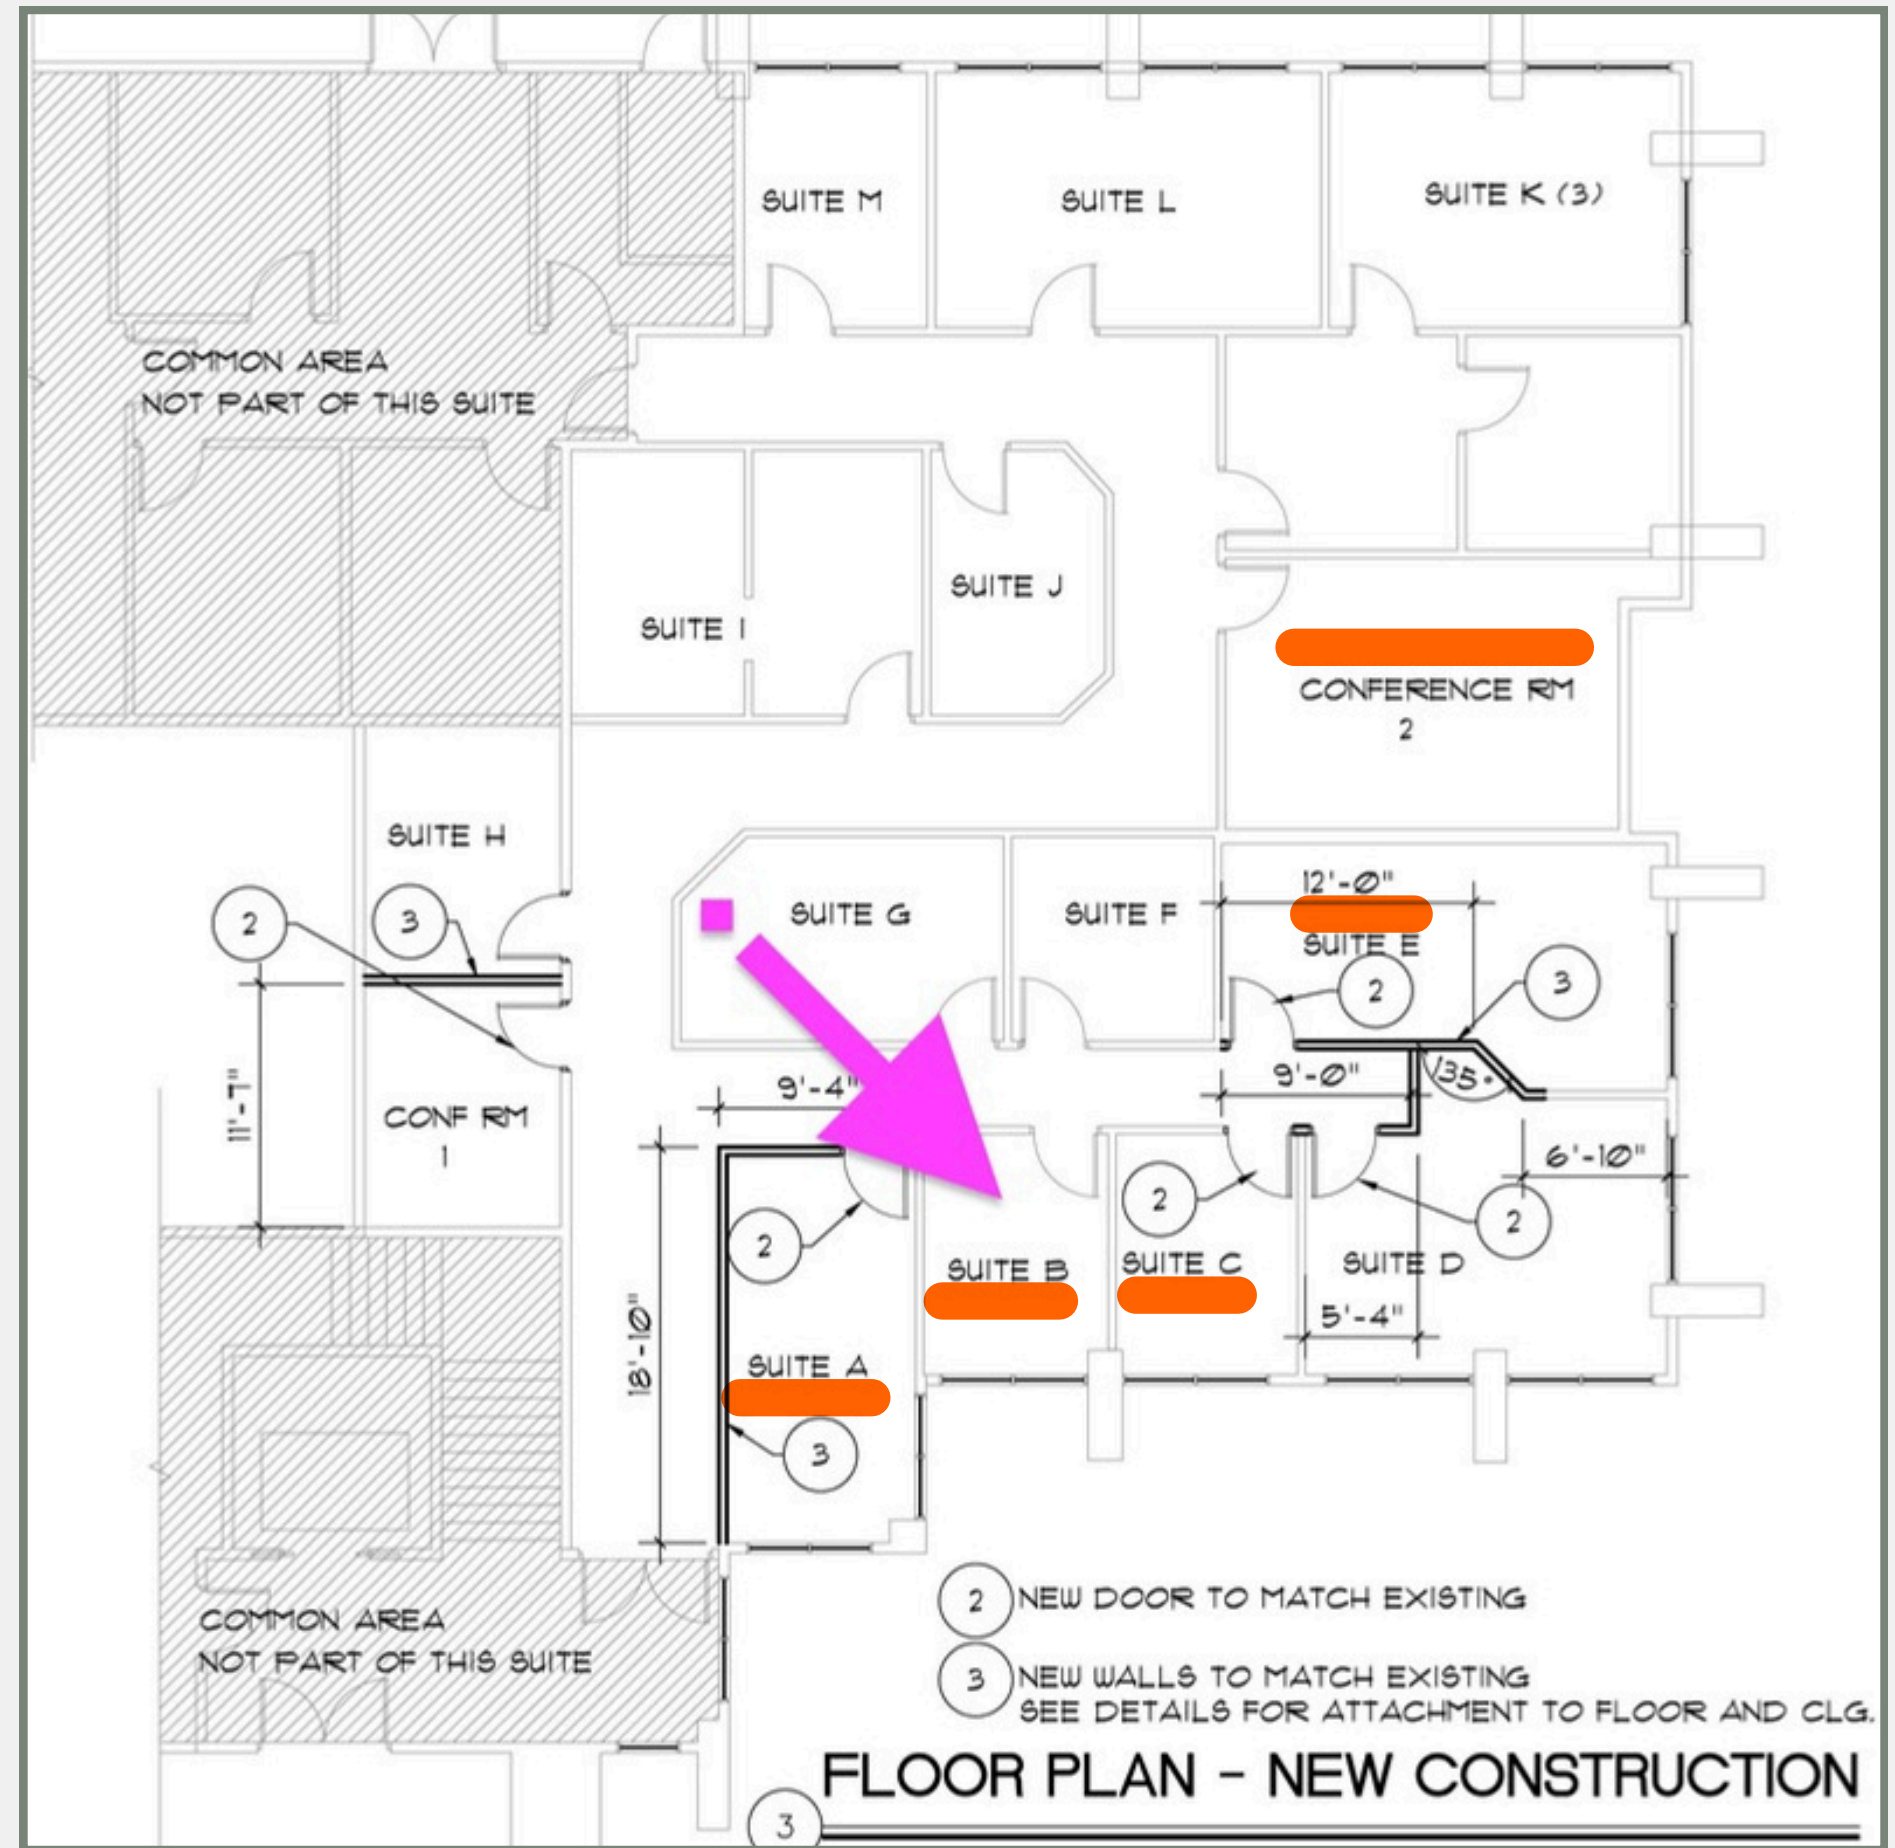 SUITE M
SUITE L
SUITE K (3)
COMMON AREA
NOT PART OF THIS SUITE
SUITE J
SUITE I
CONFERENCE RM
2
SUITE H
2
3
SUITE G
SUITE F
12'-0"
SUITE E
2
3
11'-7"
CONF RM
1
9'-4"
9'-0"
135°
6'-10"
2
2
2
SUITE B
SUITE C
SUITE D
5'-4"
18'-10"
SUITE A
3
COMMON AREA
NOT PART OF THIS SUITE
2 NEW DOOR TO MATCH EXISTING
3 NEW WALLS TO MATCH EXISTING
SEE DETAILS FOR ATTACHMENT TO FLOOR AND CLG.
FLOOR PLAN - NEW CONSTRUCTION
3